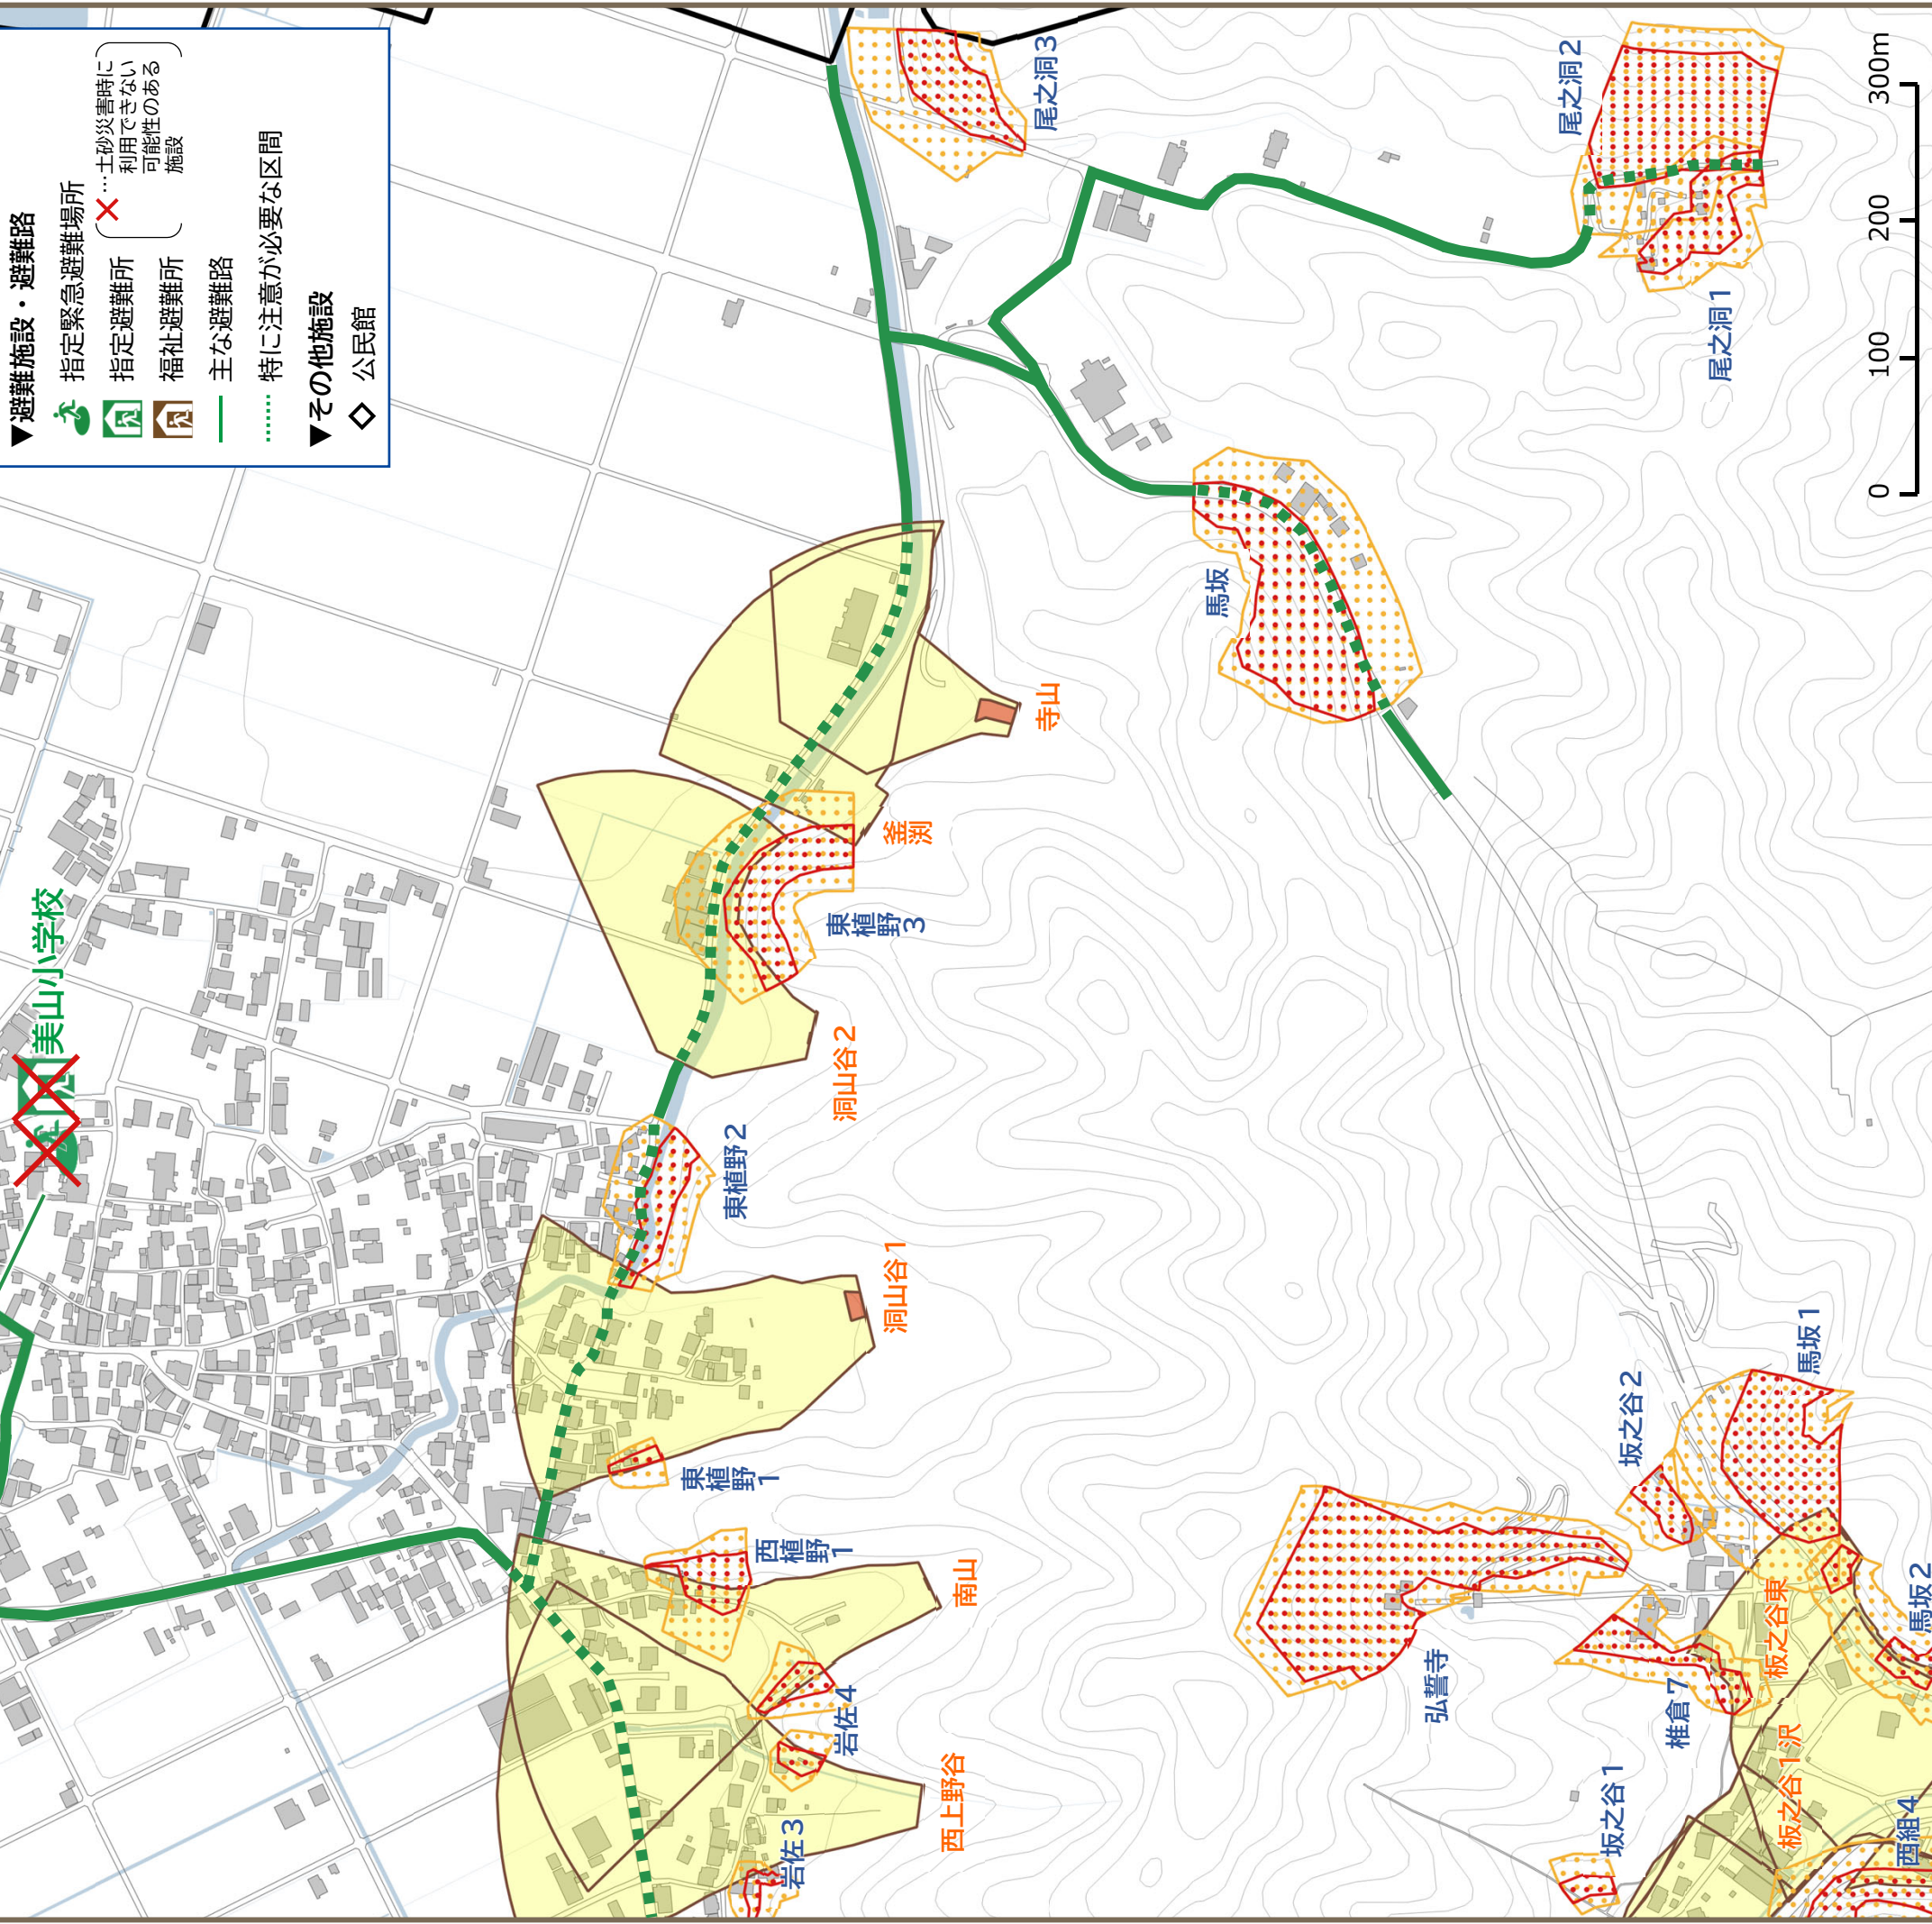 ▼避難施設・避難路
指定緊急避難場所
指定避難所
福祉避難所
…土砂災害時に
利用できない
可能性のある
施設
主な避難路
特に注意が必要な区間
▼その他施設
公民館
美山小学校
尾之洞3
尾之洞2
尾之洞1
馬坂
寺山
釜渕
東植野3
洞山谷2
東植野2
洞山谷1
東植野1
西植野1
南山
岩佐4
西上野谷
岩佐3
弘誓寺
坂之谷2
馬坂1
馬坂2
板之谷東
椎倉7
板之谷1沢
坂之谷1
西組4
0 100 200 300m